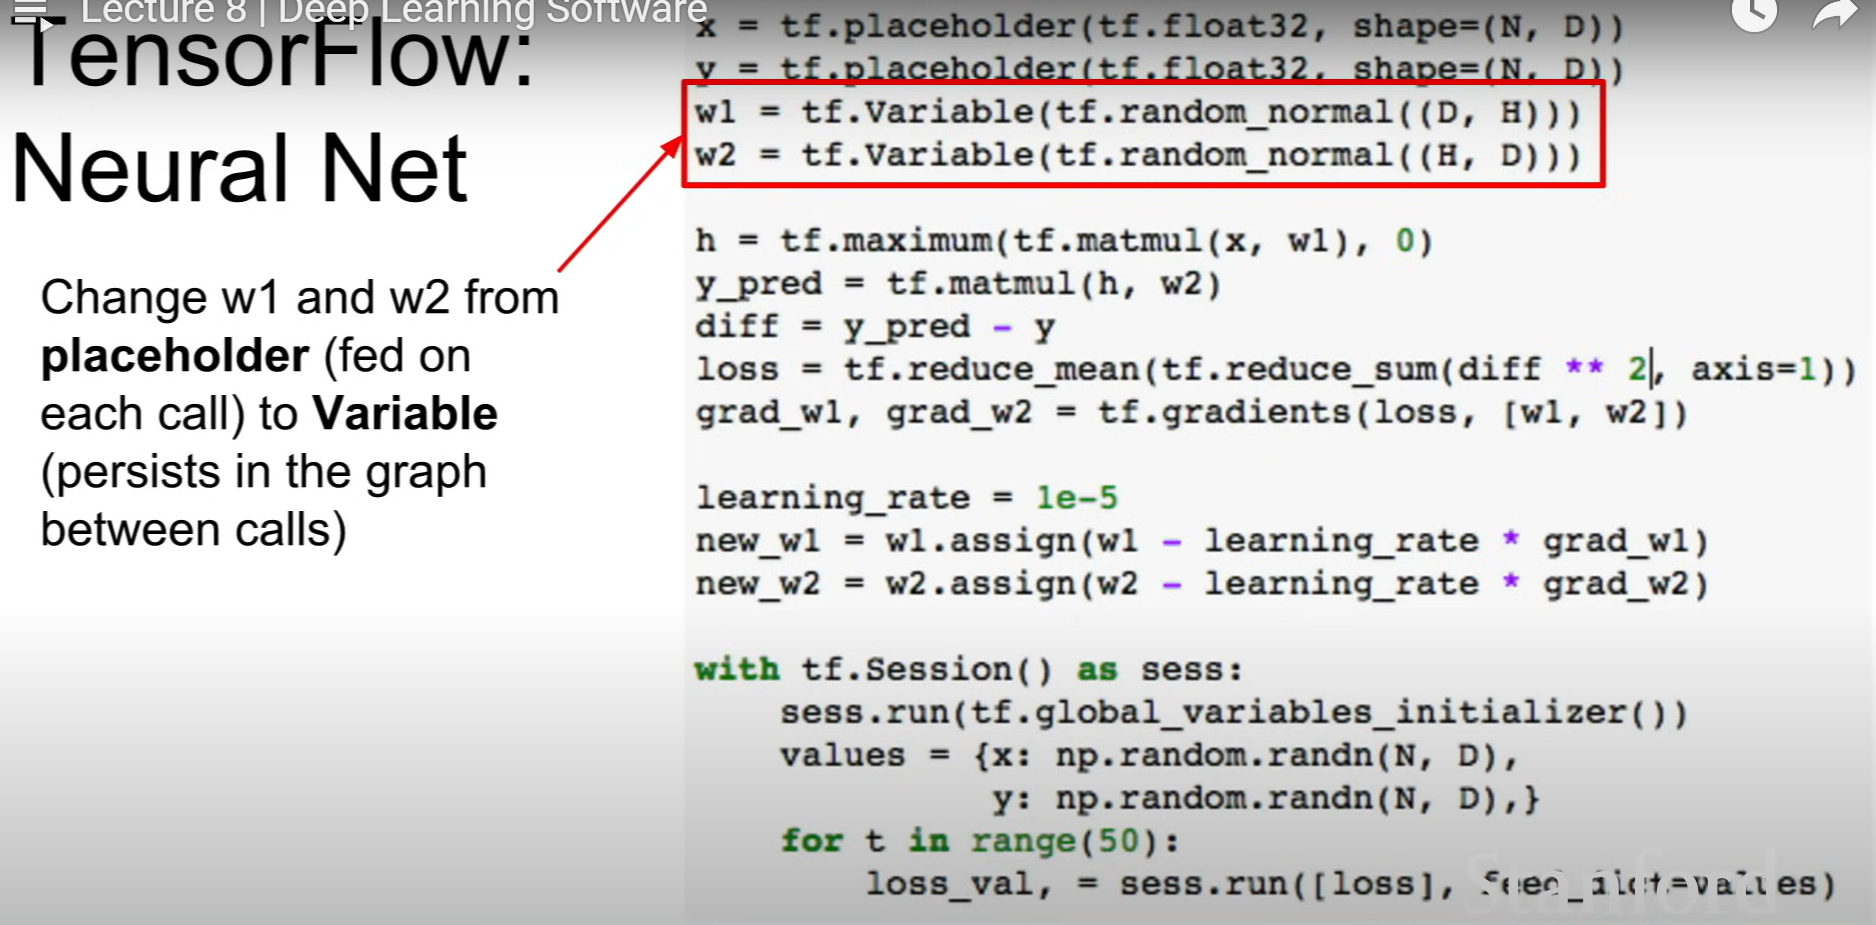 Lecture 8 | Deep Learning Software
TensorFlow:
Neural Net
Change w1 and w2 from
placeholder (fed on
each call) to Variable
(persists in the graph
between calls)
x = tf.placeholder(tf.float32, shape=(N, D))
y = tf.placeholder(tf.float32, shape=(N, D))
w1 = tf.Variable(tf.random_normal((D, H)))
w2 = tf.Variable(tf.random_normal((H, D)))
h = tf.maximum(tf.matmul(x, w1), 0)
y_pred = tf.matmul(h, w2)
diff = y_pred - y
loss = tf.reduce_mean(tf.reduce_sum(diff ** 2, axis=1))
grad_w1, grad_w2 = tf.gradients(loss, [w1, w2])
learning_rate = 1e-5
new_w1 = w1.assign(w1 - learning_rate * grad_w1)
new_w2 = w2.assign(w2 - learning_rate * grad_w2)
with tf.Session() as sess:
sess.run(tf.global_variables_initializer())
values = {x: np.random.randn(N, D),
y: np.random.randn(N, D),}
for t in range(50):
loss_val, = sess.run([loss], feed_dict=values)
Stanford